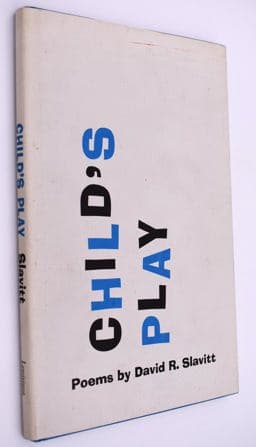 CHILD'S
PLAY
Poems by David R. Slavitt
CHILD'S PLAY Slavitt